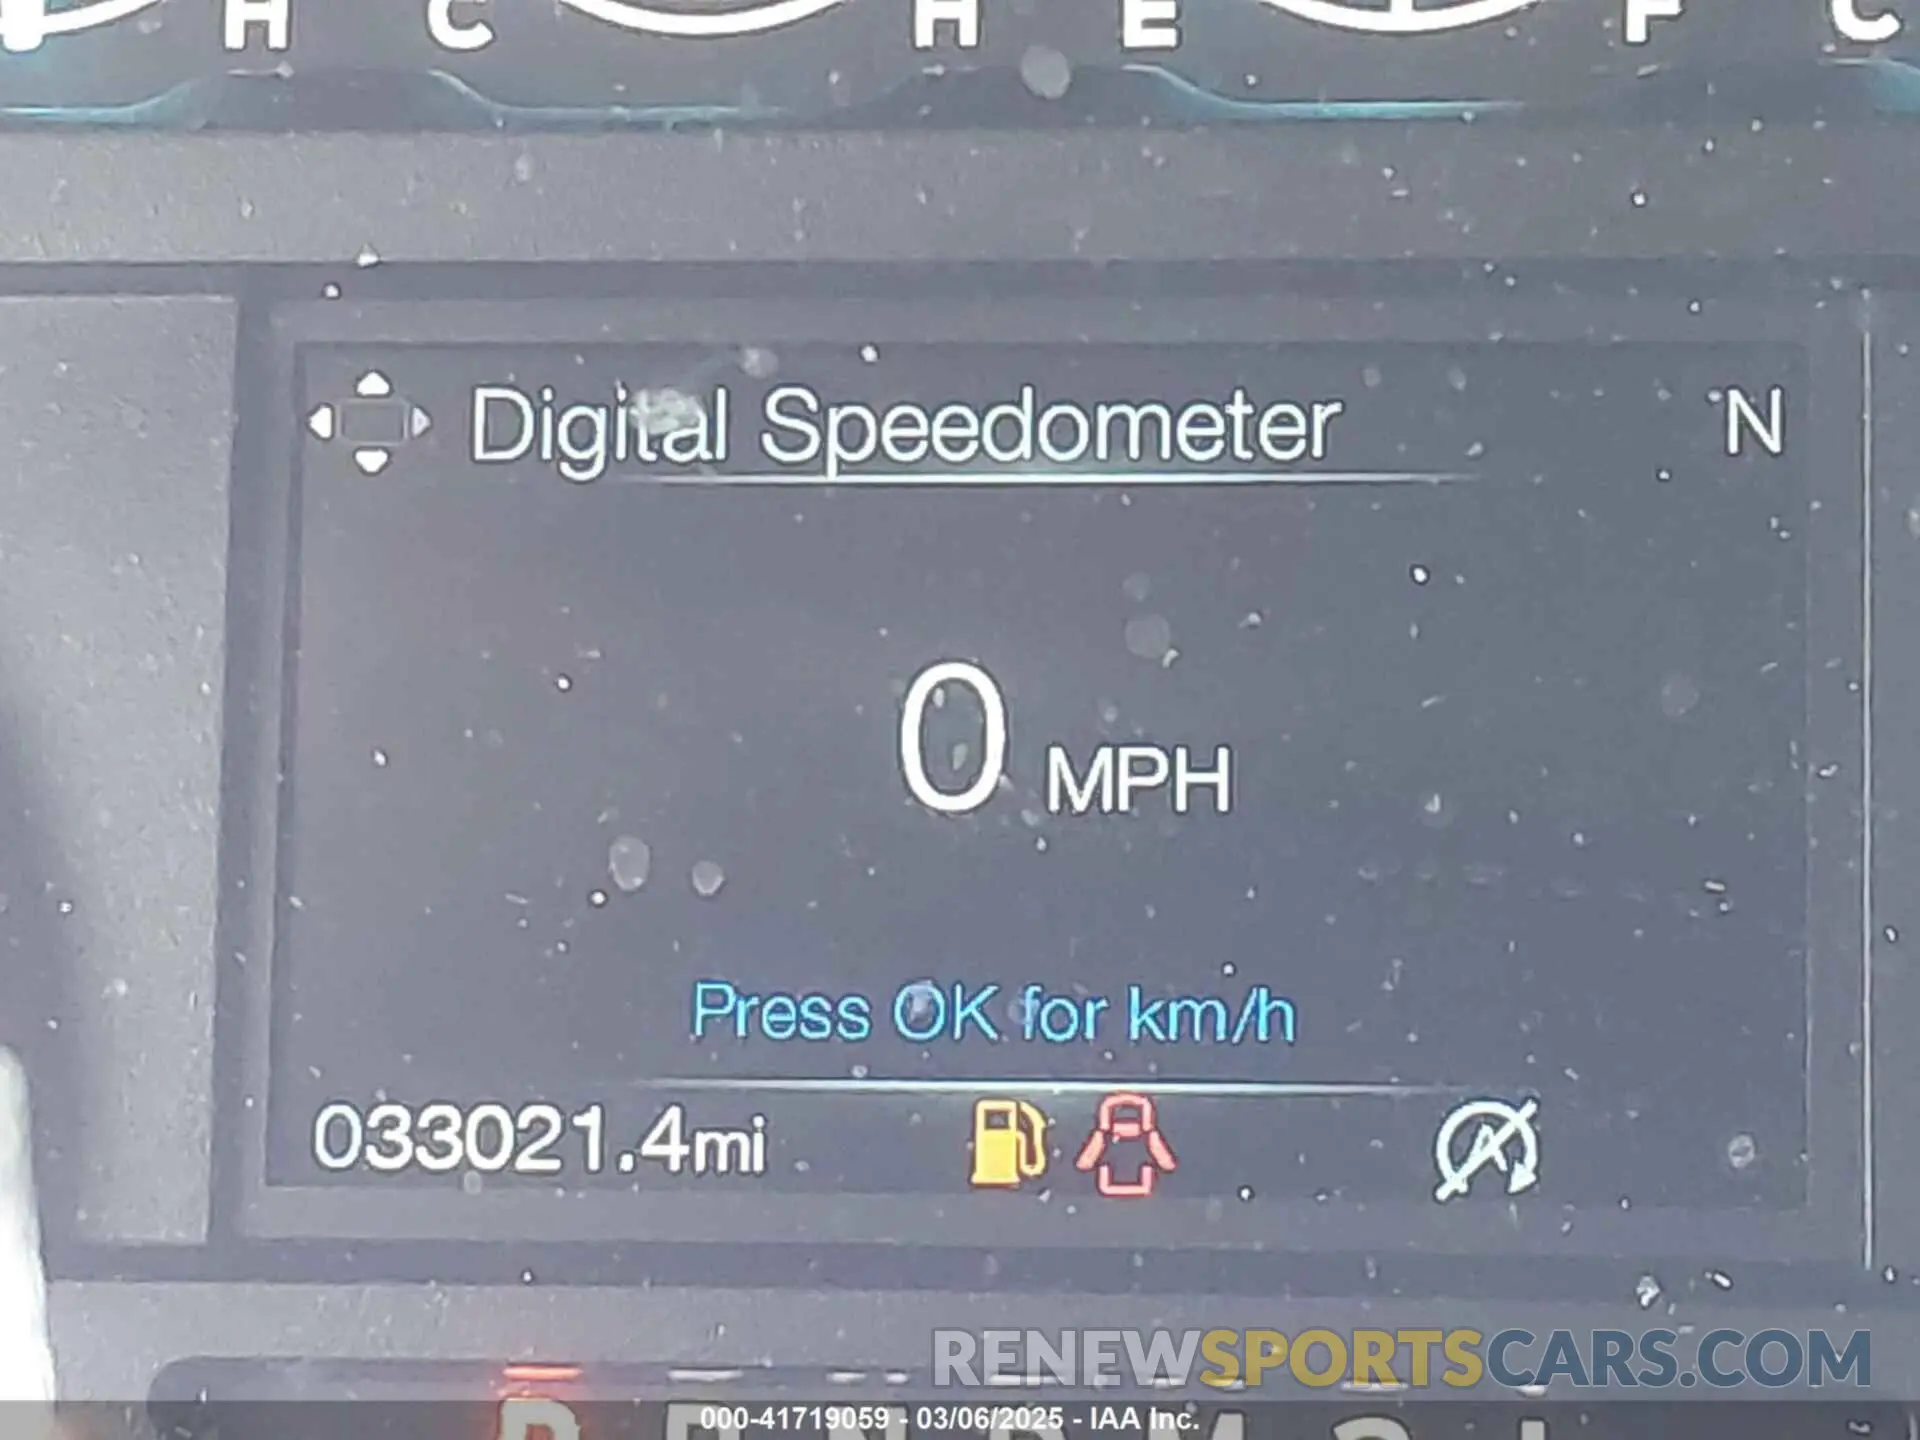 H C H E F C
Digital Speedometer N
0 MPH
Press OK for km/h
033021.4mi
RENEWSPORTSCARS.COM
P R N D M
000-41719059 - 03/06/2025 - IAA Inc.